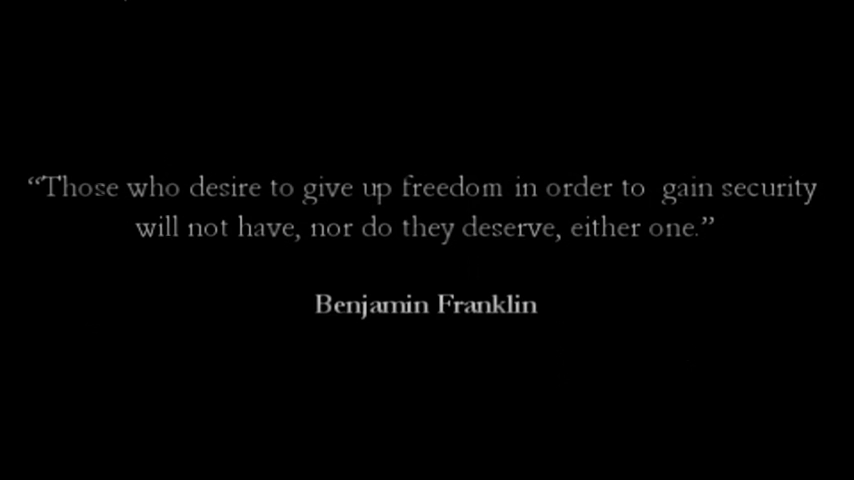 “Those who desire to give up freedom in order to gain security
will not have, nor do they deserve, either one.”
Benjamin Franklin